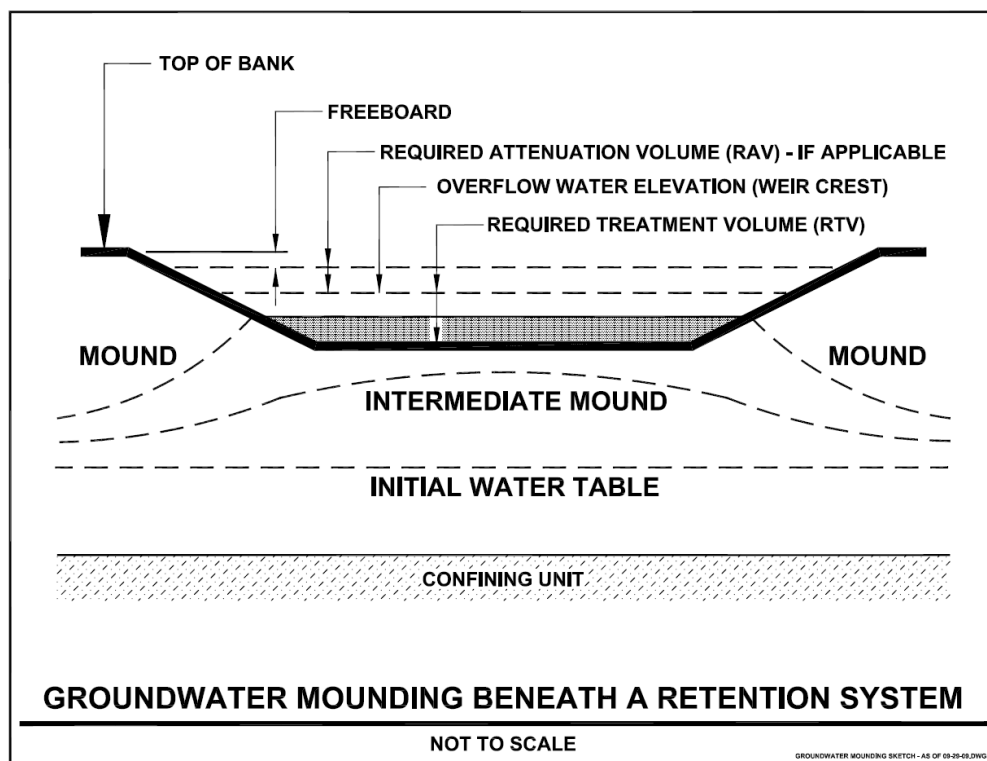 TOP OF BANK
FREEBOARD
REQUIRED ATTENUATION VOLUME (RAV) - IF APPLICABLE
OVERFLOW WATER ELEVATION (WEIR CREST)
REQUIRED TREATMENT VOLUME (RTV)
MOUND
MOUND
INTERMEDIATE MOUND
INITIAL WATER TABLE
CONFINING UNIT
GROUNDWATER MOUNDING BENEATH A RETENTION SYSTEM
NOT TO SCALE
GROUNDWATER MOUNDING SKETCH - AS OF 09-29-09.DWG